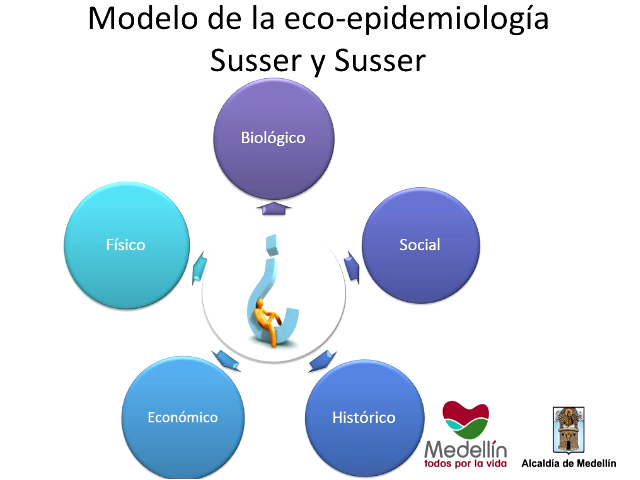 Modelo de la eco-epidemiología
Susser y Susser
Biológico
Físico
Social
Económico
Histórico
Medellín
todos por la vida
Alcaldía de Medellín